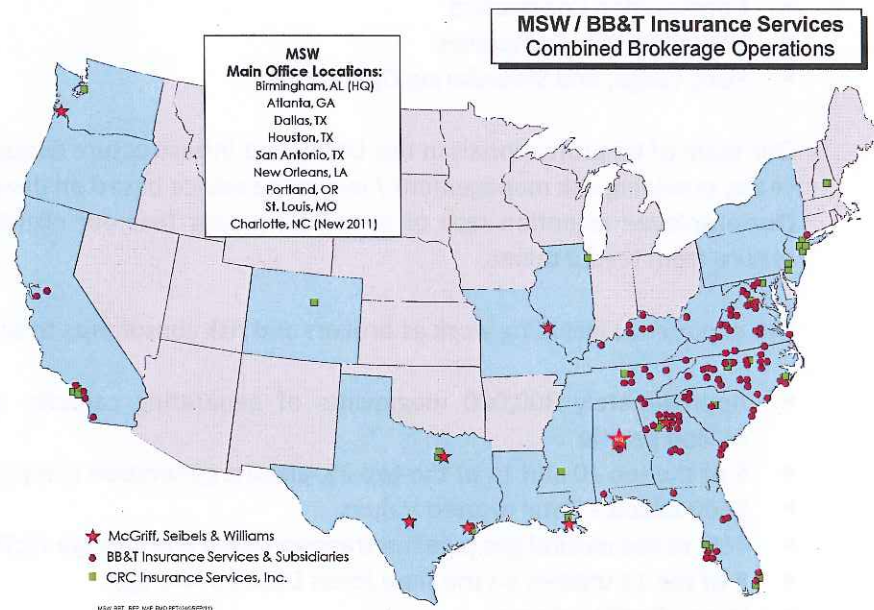 MSW / BB&T Insurance Services
Combined Brokerage Operations
MSW
Main Office Locations:
Birmingham, AL (HQ)
Atlanta, GA
Dallas, TX
Houston, TX
San Antonio, TX
New Orleans, LA
Portland, OR
St. Louis, MO
Charlotte, NC (New 2011)
McGriff, Seibels & Williams
BB&T Insurance Services & Subsidiaries
CRC Insurance Services, Inc.